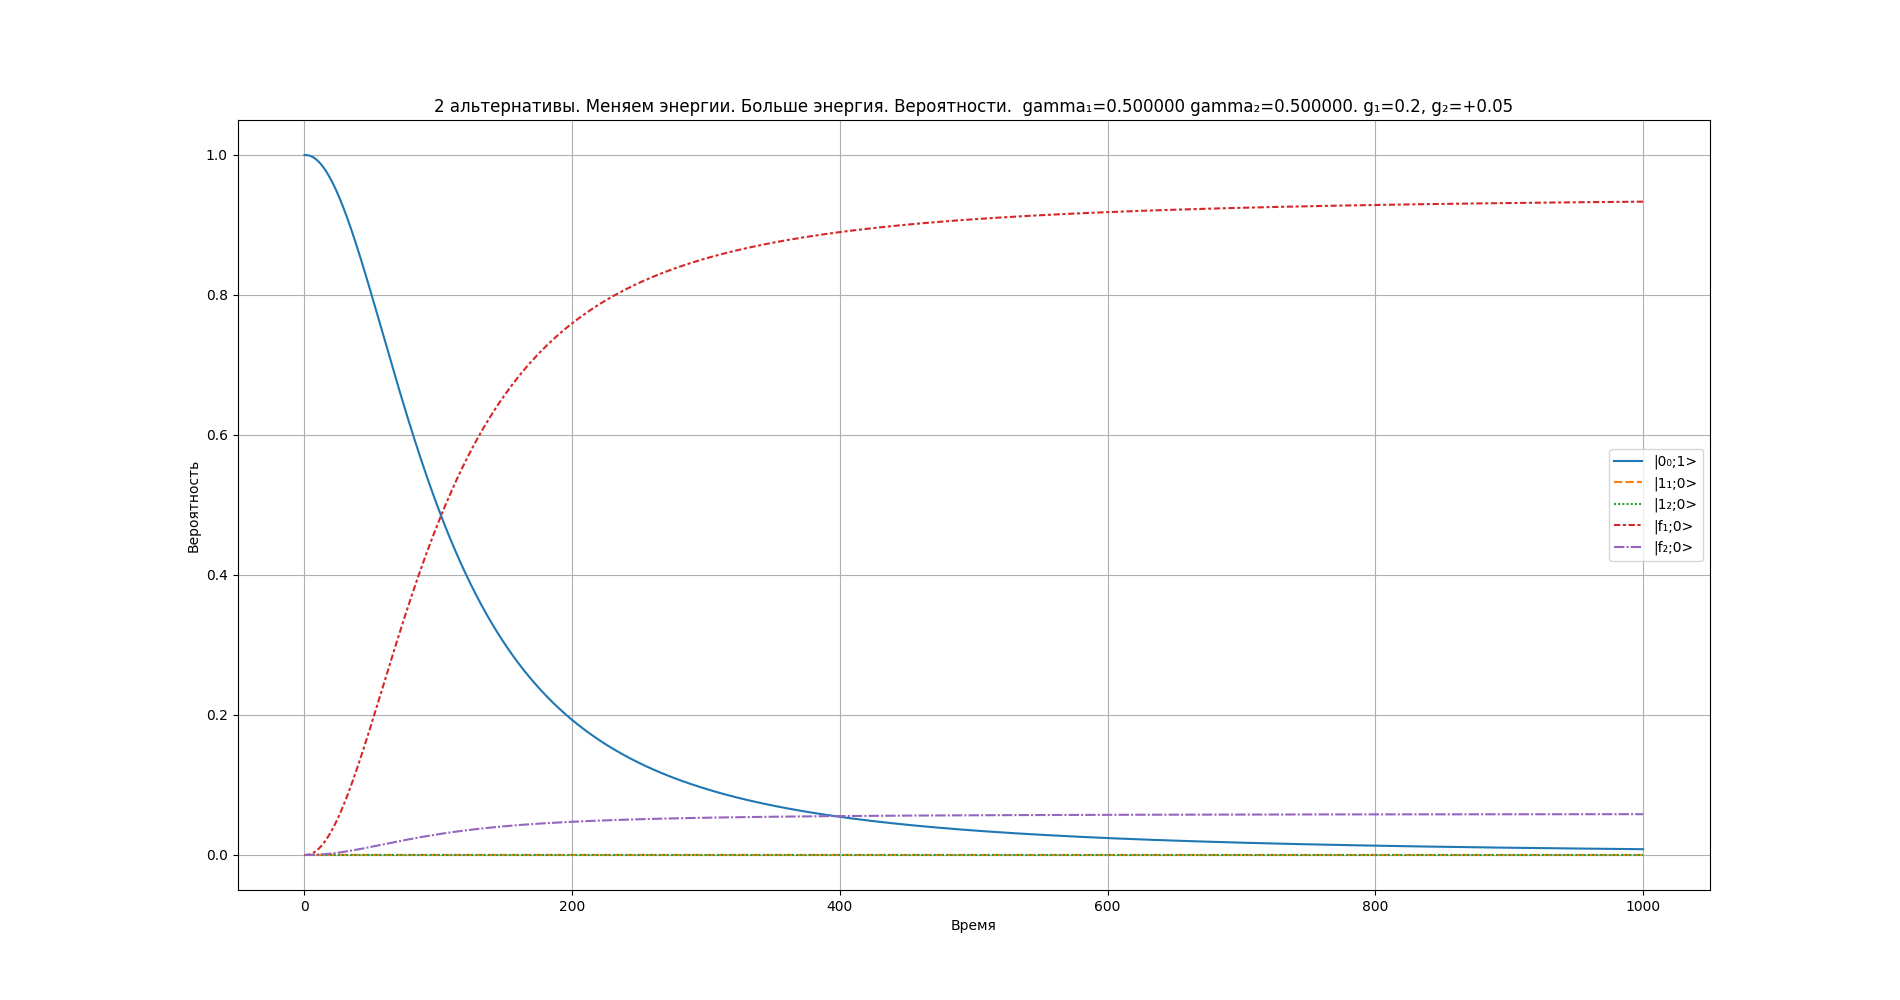 2 альтернативы. Меняем энергии. Больше энергия. Вероятности.  gamma₁=0.500000 gamma₂=0.500000. g₁=0.2, g₂=+0.05
1.0
0.8
0.6
0.4
0.2
0.0
Вероятность
|0₀;1>
|1₁;0>
|1₂;0>
|f₁;0>
|f₂;0>
0 200 400 600 800 1000
Время